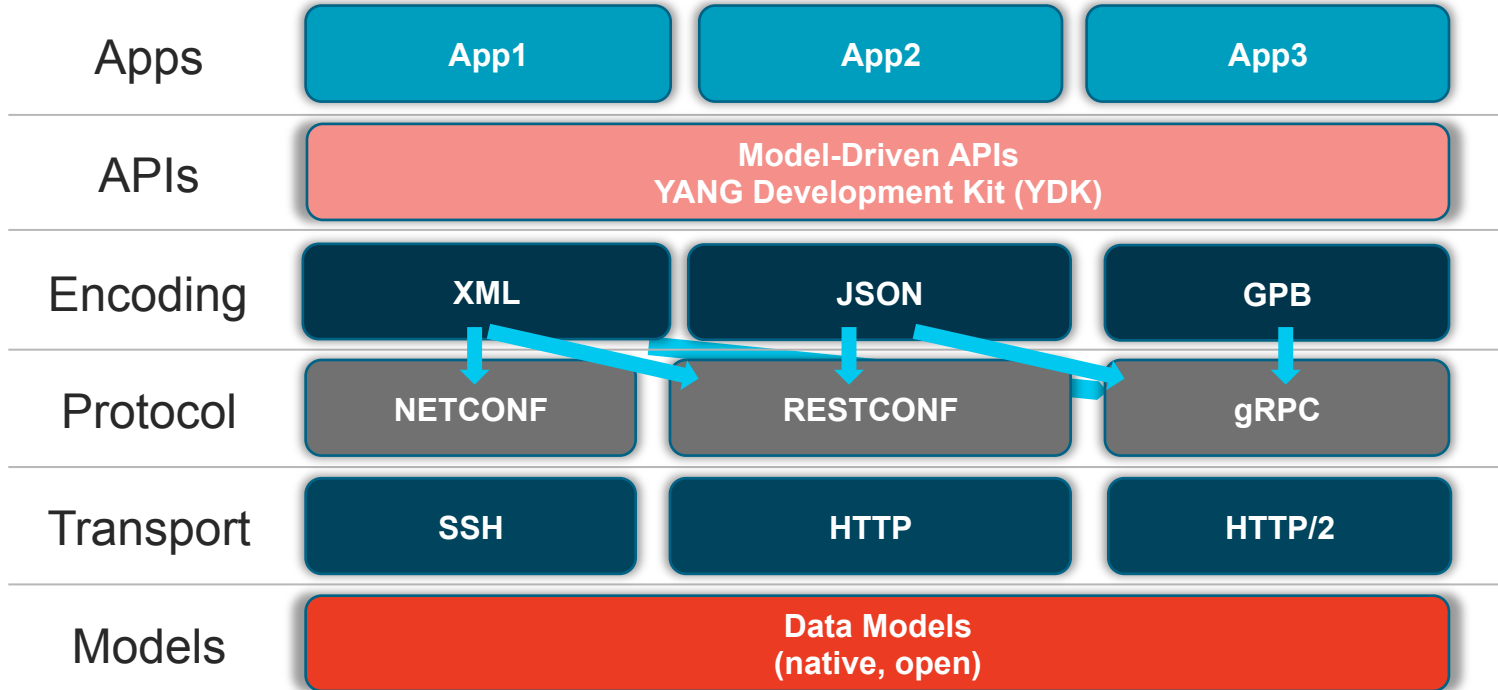 Apps
App1
App2
App3
APIs
Model-Driven APIs
YANG Development Kit (YDK)
Encoding
XML
JSON
GPB
Protocol
NETCONF
RESTCONF
gRPC
Transport
SSH
HTTP
HTTP/2
Models
Data Models
(native, open)